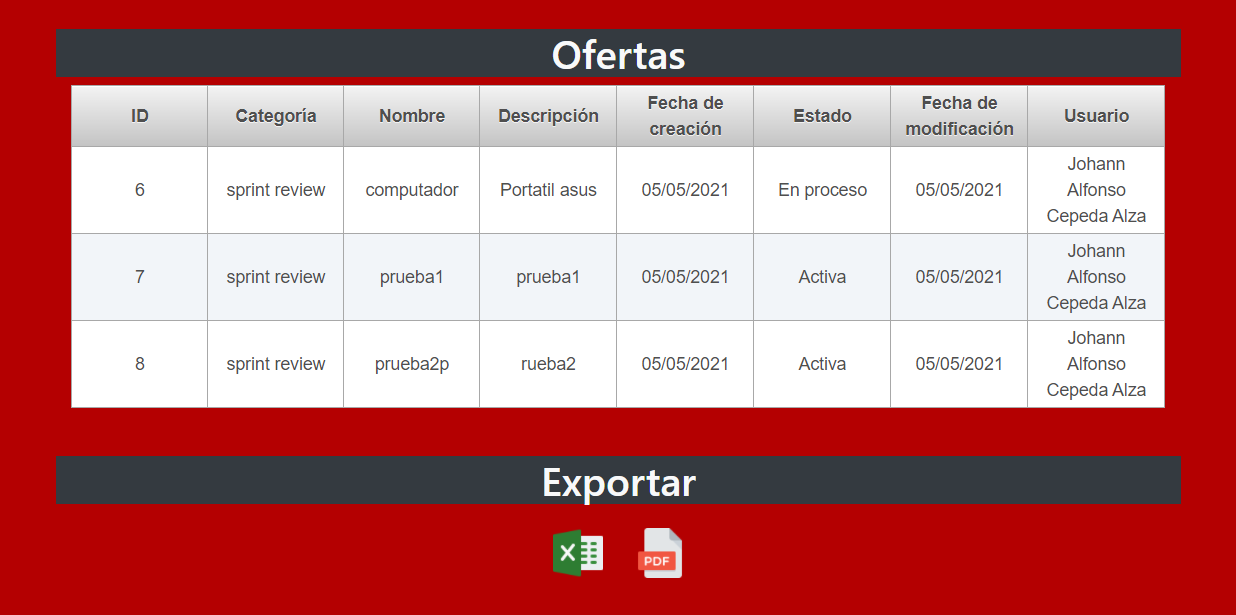 Ofertas
ID Categoría Nombre Descripción Fecha de creación Estado Fecha de modificación Usuario
6 sprint review computador Portatil asus 05/05/2021 En proceso 05/05/2021 Johann Alfonso Cepeda Alza
7 sprint review prueba1 prueba1 05/05/2021 Activa 05/05/2021 Johann Alfonso Cepeda Alza
8 sprint review prueba2p rueba2 05/05/2021 Activa 05/05/2021 Johann Alfonso Cepeda Alza
Exportar
X PDF